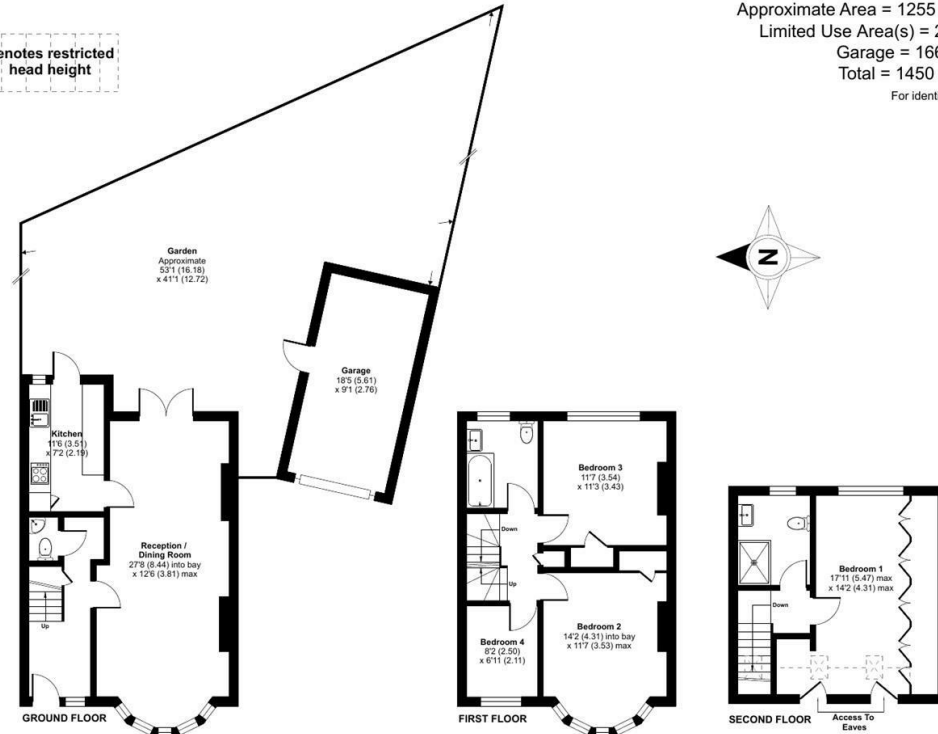 Approximate Area = 1255
Limited Use Area(s) = 2
Garage = 166
Total = 1450
For ident
enotes restricted
head height
Garden
Approximate
53'1 (16.18)
x 41'1 (12.72)
N
Garage
18'5 (5.61)
x 9'1 (2.76)
Kitchen
11'6 (3.51)
x 7'2 (2.19)
Reception /
Dining Room
27'8 (8.44) into bay
x 12'6 (3.81) max
Up
GROUND FLOOR
Bedroom 3
11'7 (3.54)
x 11'3 (3.43)
Down
Up
Bedroom 2
14'2 (4.31) into bay
x 11'7 (3.53) max
Bedroom 4
8'2 (2.50)
x 6'11 (2.11)
FIRST FLOOR
Bedroom 1
17'11 (5.47) max
x 14'2 (4.31) max
Down
SECOND FLOOR
Access To
Eaves